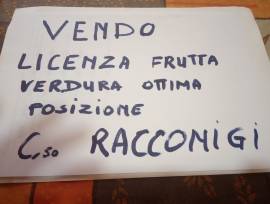 VENDO
LICENZA FRUTTA
VERDURA OTTIMA
POSIZIONE
C.so RACCONIGI